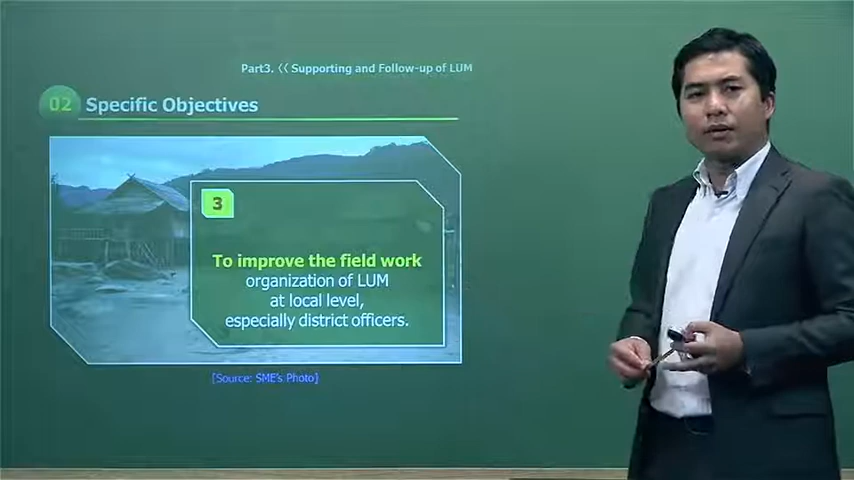 Part3. << Supporting and Follow-up of LUM
02 Specific Objectives
3
To improve the field work
organization of LUM
at local level,
especially district officers.
[Source: SME's Photo]